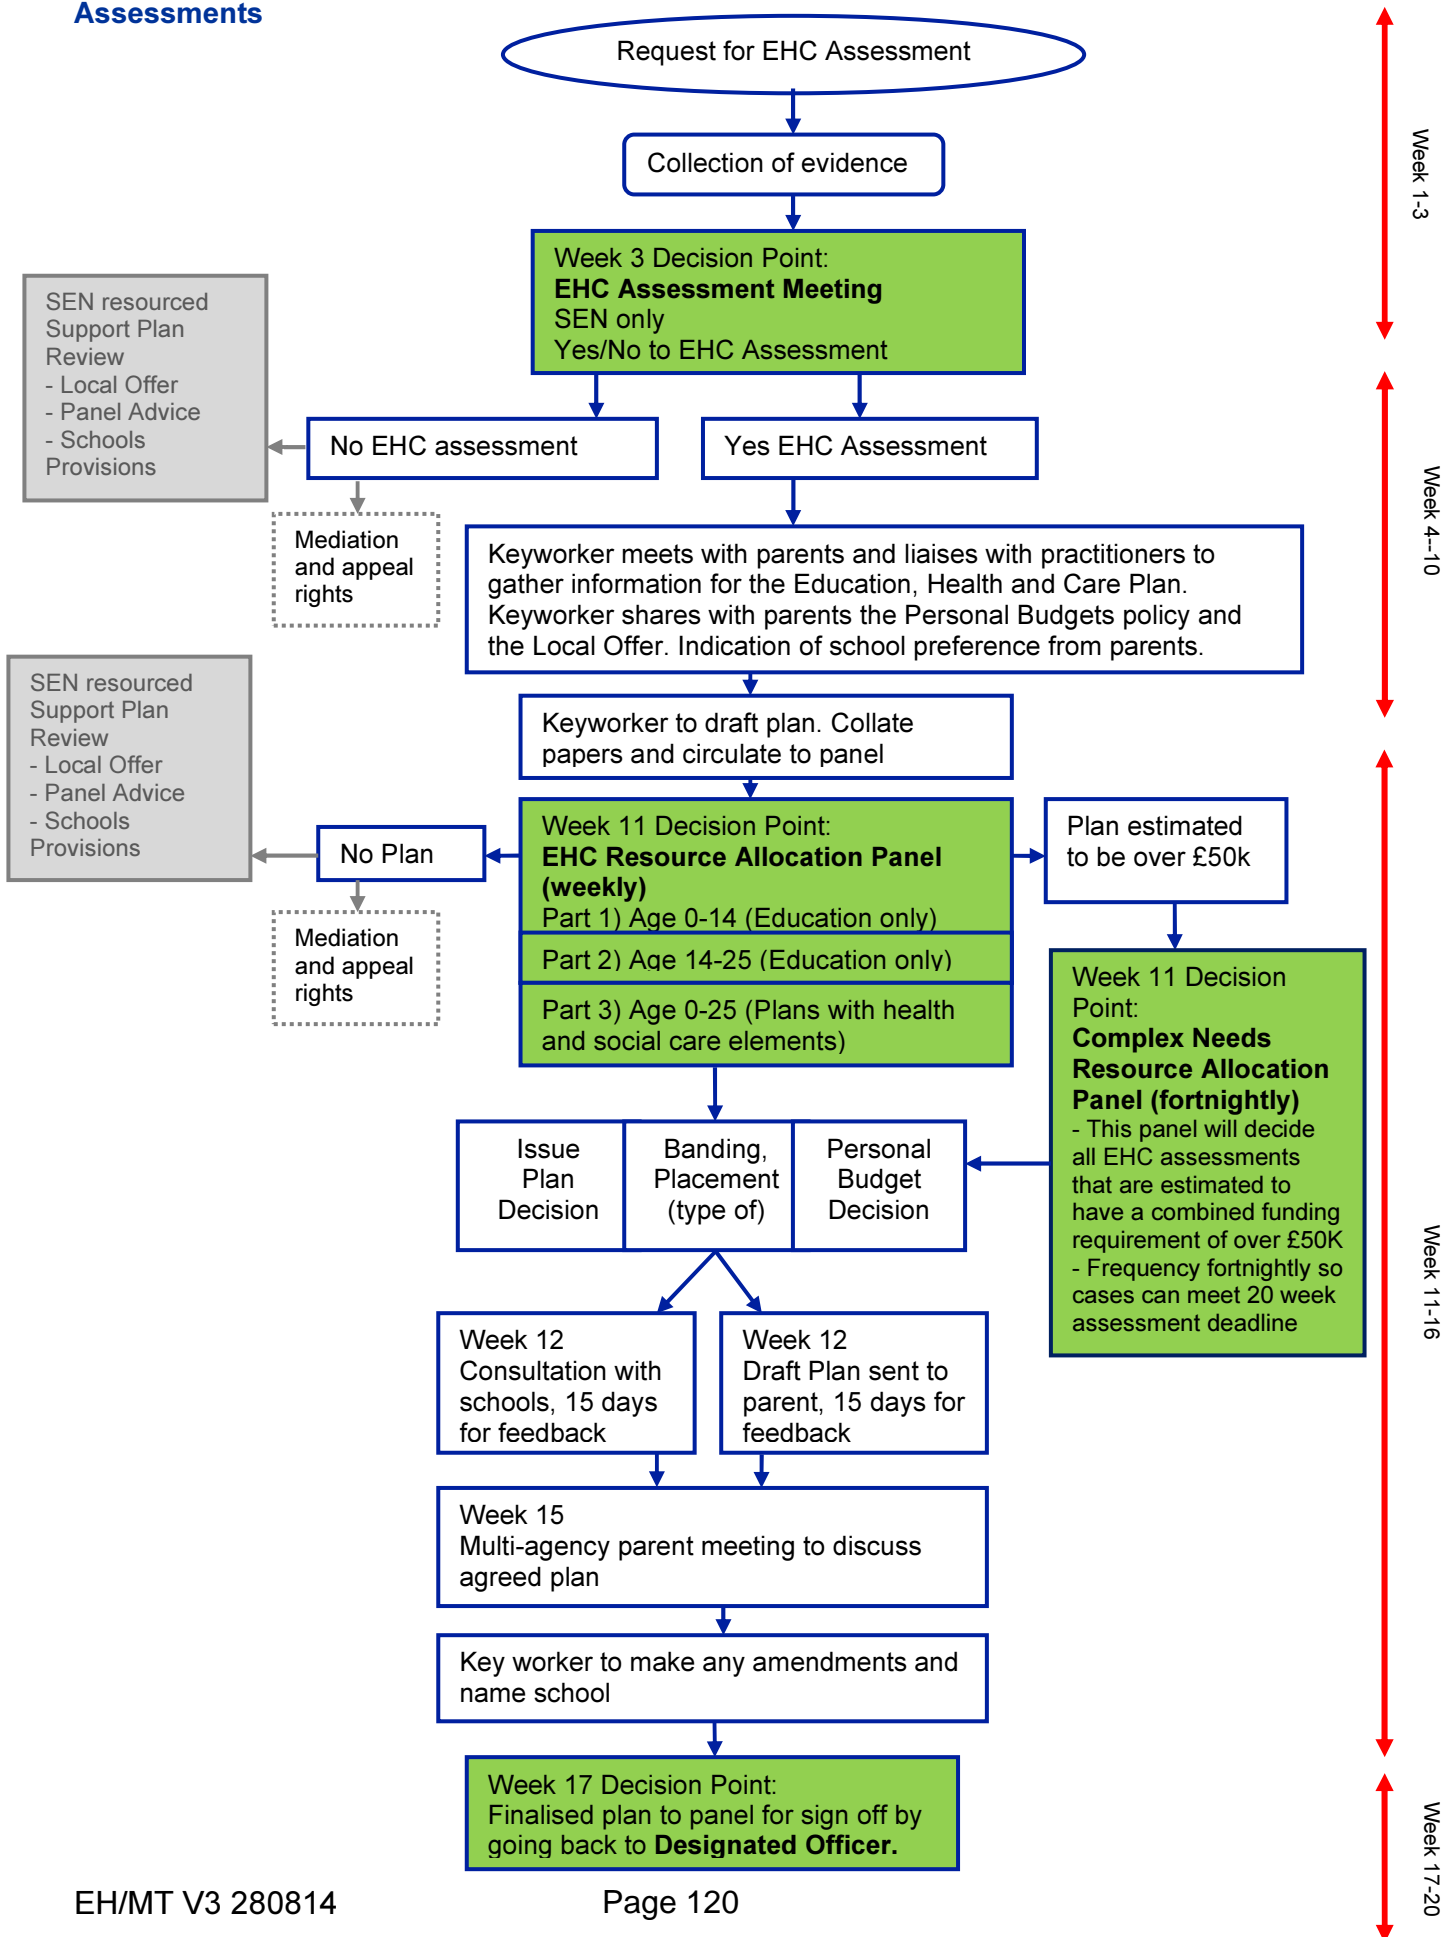 Assessments
Request for EHC Assessment
Collection of evidence
Week 1-3
Week 3 Decision Point:
EHC Assessment Meeting
SEN only
Yes/No to EHC Assessment
SEN resourced
Support Plan
Review
- Local Offer
- Panel Advice
- Schools
Provisions
No EHC assessment
Yes EHC Assessment
Mediation
and appeal
rights
Week 4--10
Keyworker meets with parents and liaises with practitioners to
gather information for the Education, Health and Care Plan.
Keyworker shares with parents the Personal Budgets policy and
the Local Offer. Indication of school preference from parents.
Keyworker to draft plan. Collate
papers and circulate to panel
SEN resourced
Support Plan
Review
- Local Offer
- Panel Advice
- Schools
Provisions
No Plan
Mediation
and appeal
rights
Week 11 Decision Point:
EHC Resource Allocation Panel
(weekly)
Part 1) Age 0-14 (Education only)
Part 2) Age 14-25 (Education only)
Part 3) Age 0-25 (Plans with health
and social care elements)
Plan estimated
to be over £50k
Week 11 Decision
Point:
Complex Needs
Resource Allocation
Panel (fortnightly)
- This panel will decide
all EHC assessments
that are estimated to
have a combined funding
requirement of over £50K
- Frequency fortnightly so
cases can meet 20 week
assessment deadline
Issue
Plan
Decision
Banding,
Placement
(type of)
Personal
Budget
Decision
Week 11-16
Week 12
Consultation with
schools, 15 days
for feedback
Week 12
Draft Plan sent to
parent, 15 days for
feedback
Week 15
Multi-agency parent meeting to discuss
agreed plan
Key worker to make any amendments and
name school
Week 17 Decision Point:
Finalised plan to panel for sign off by
going back to Designated Officer.
Week 17-20
EH/MT V3 280814
Page 120